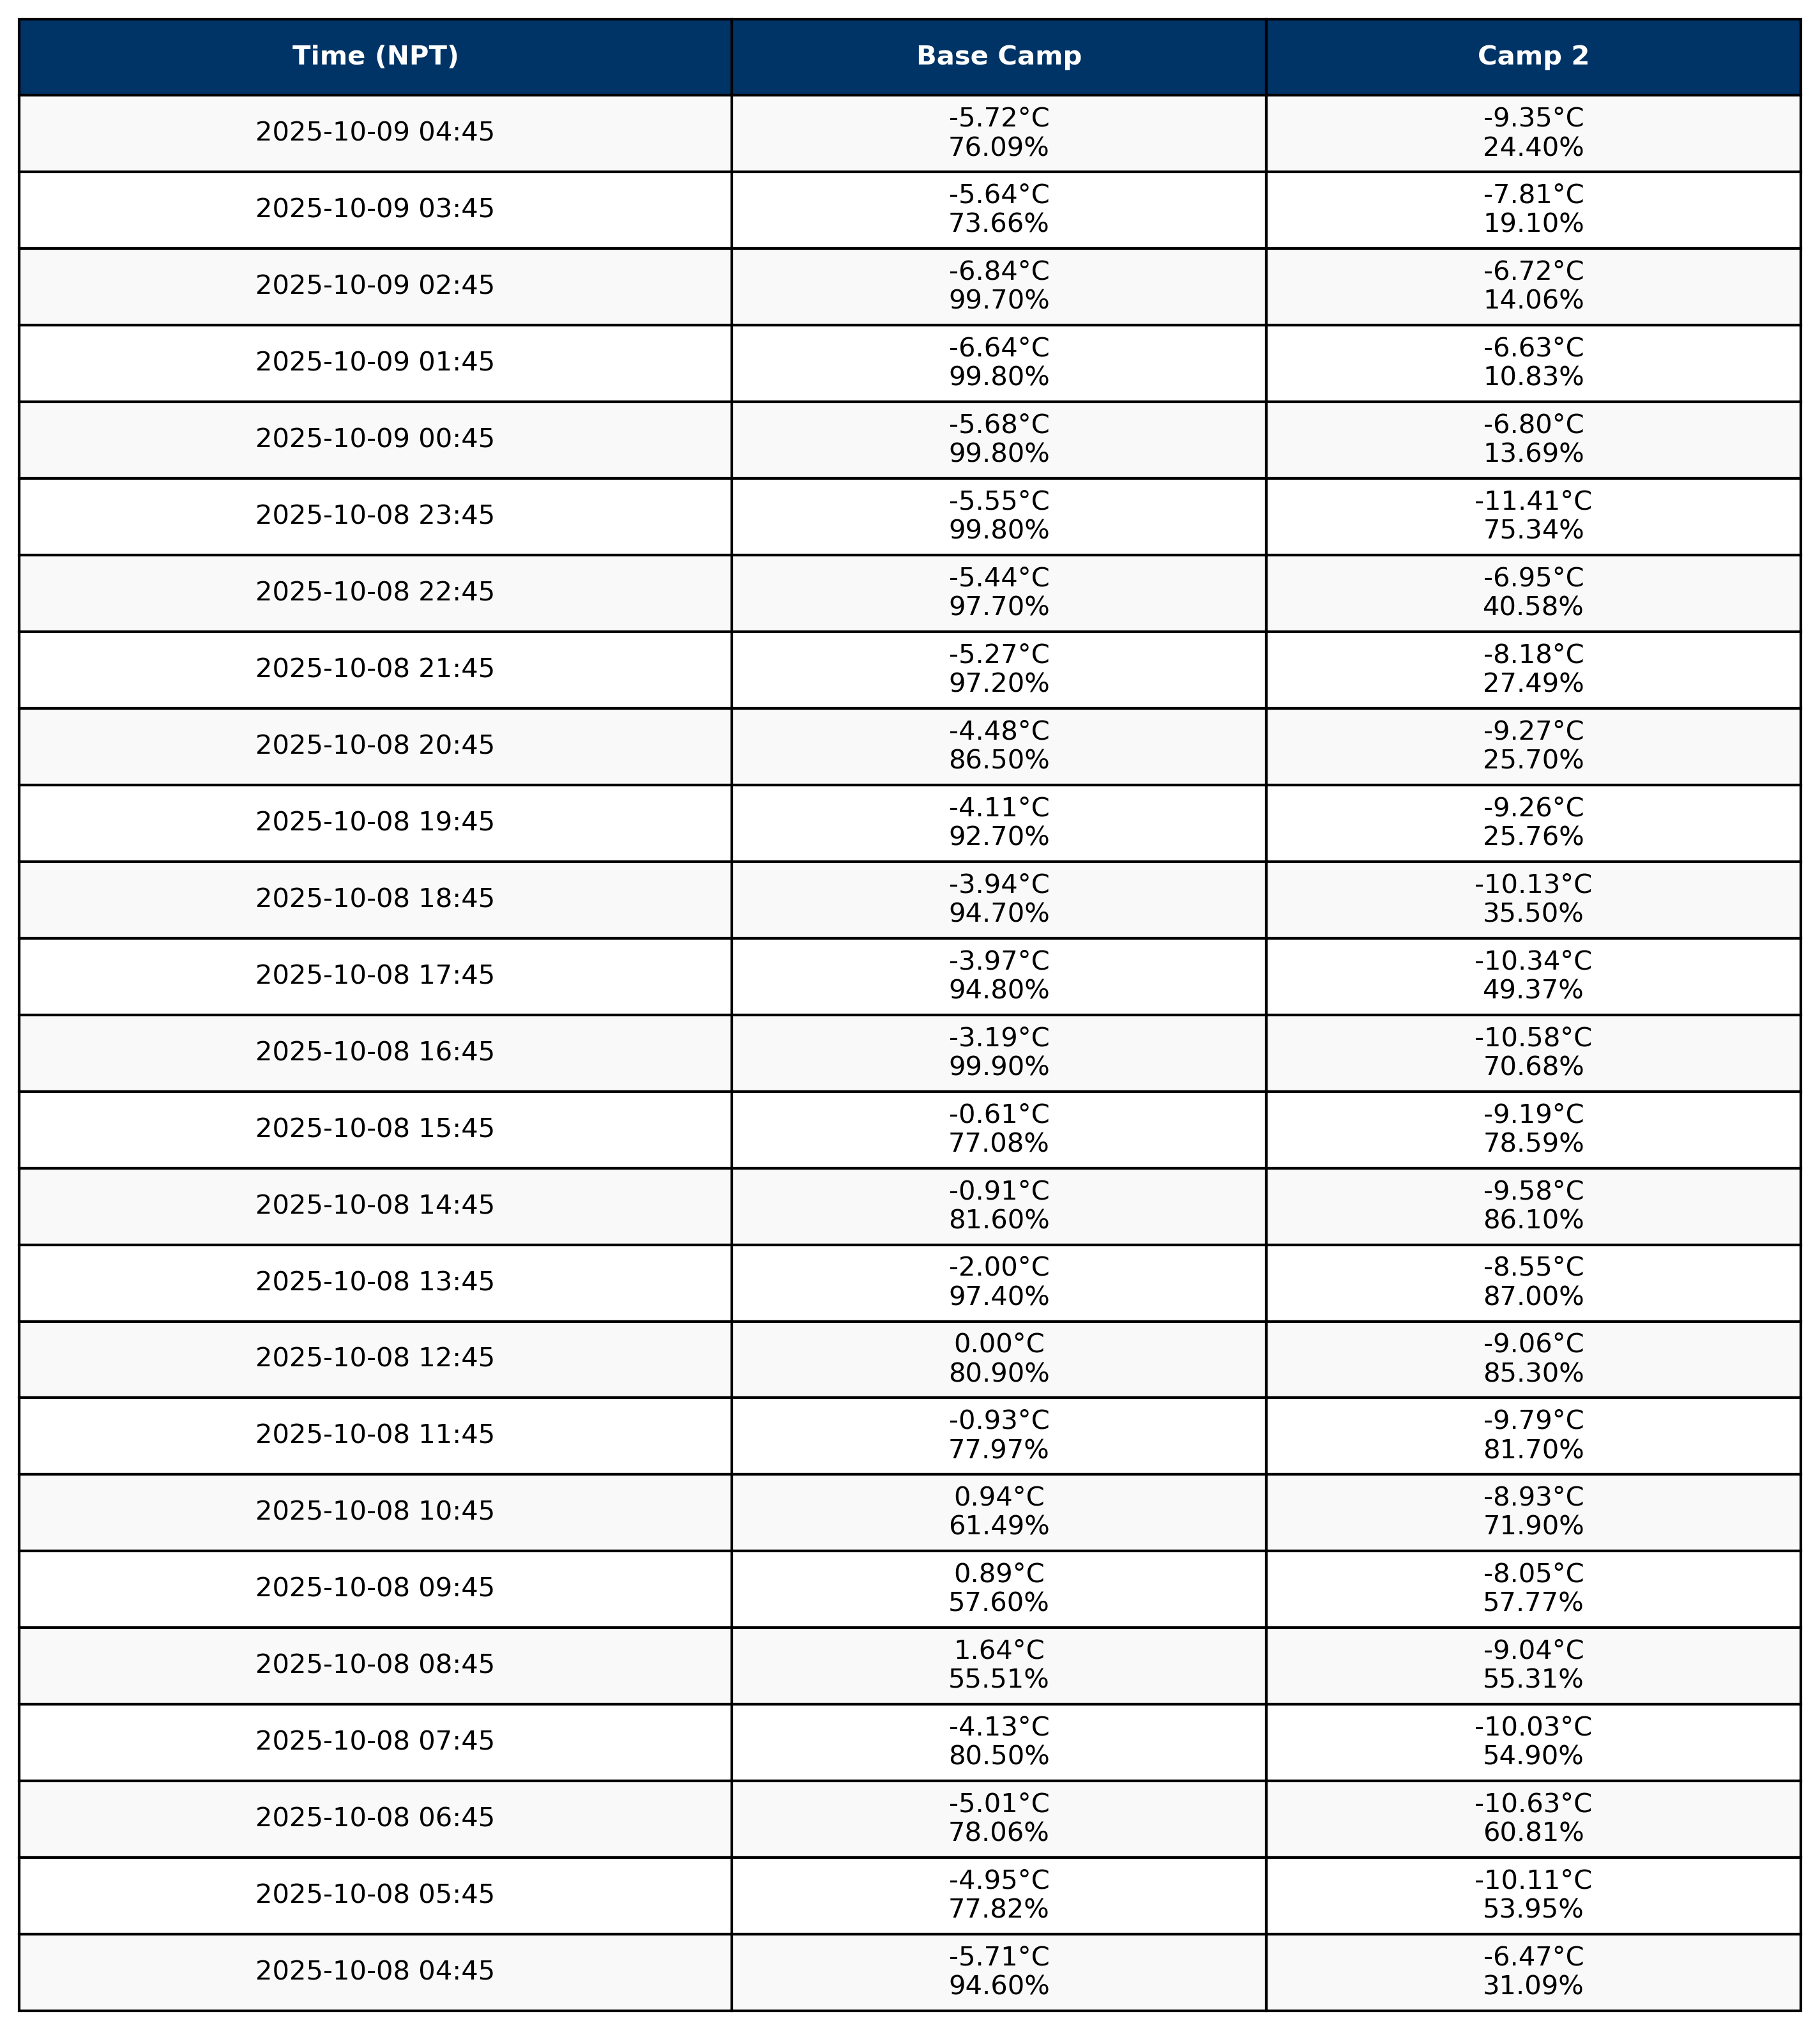 Time (NPT) Base Camp Camp 2
2025-10-09 04:45 -5.72°C 76.09% -9.35°C 24.40%
2025-10-09 03:45 -5.64°C 73.66% -7.81°C 19.10%
2025-10-09 02:45 -6.84°C 99.70% -6.72°C 14.06%
2025-10-09 01:45 -6.64°C 99.80% -6.63°C 10.83%
2025-10-09 00:45 -5.68°C 99.80% -6.80°C 13.69%
2025-10-08 23:45 -5.55°C 99.80% -11.41°C 75.34%
2025-10-08 22:45 -5.44°C 97.70% -6.95°C 40.58%
2025-10-08 21:45 -5.27°C 97.20% -8.18°C 27.49%
2025-10-08 20:45 -4.48°C 86.50% -9.27°C 25.70%
2025-10-08 19:45 -4.11°C 92.70% -9.26°C 25.76%
2025-10-08 18:45 -3.94°C 94.70% -10.13°C 35.50%
2025-10-08 17:45 -3.97°C 94.80% -10.34°C 49.37%
2025-10-08 16:45 -3.19°C 99.90% -10.58°C 70.68%
2025-10-08 15:45 -0.61°C 77.08% -9.19°C 78.59%
2025-10-08 14:45 -0.91°C 81.60% -9.58°C 86.10%
2025-10-08 13:45 -2.00°C 97.40% -8.55°C 87.00%
2025-10-08 12:45 0.00°C 80.90% -9.06°C 85.30%
2025-10-08 11:45 -0.93°C 77.97% -9.79°C 81.70%
2025-10-08 10:45 0.94°C 61.49% -8.93°C 71.90%
2025-10-08 09:45 0.89°C 57.60% -8.05°C 57.77%
2025-10-08 08:45 1.64°C 55.51% -9.04°C 55.31%
2025-10-08 07:45 -4.13°C 80.50% -10.03°C 54.90%
2025-10-08 06:45 -5.01°C 78.06% -10.63°C 60.81%
2025-10-08 05:45 -4.95°C 77.82% -10.11°C 53.95%
2025-10-08 04:45 -5.71°C 94.60% -6.47°C 31.09%